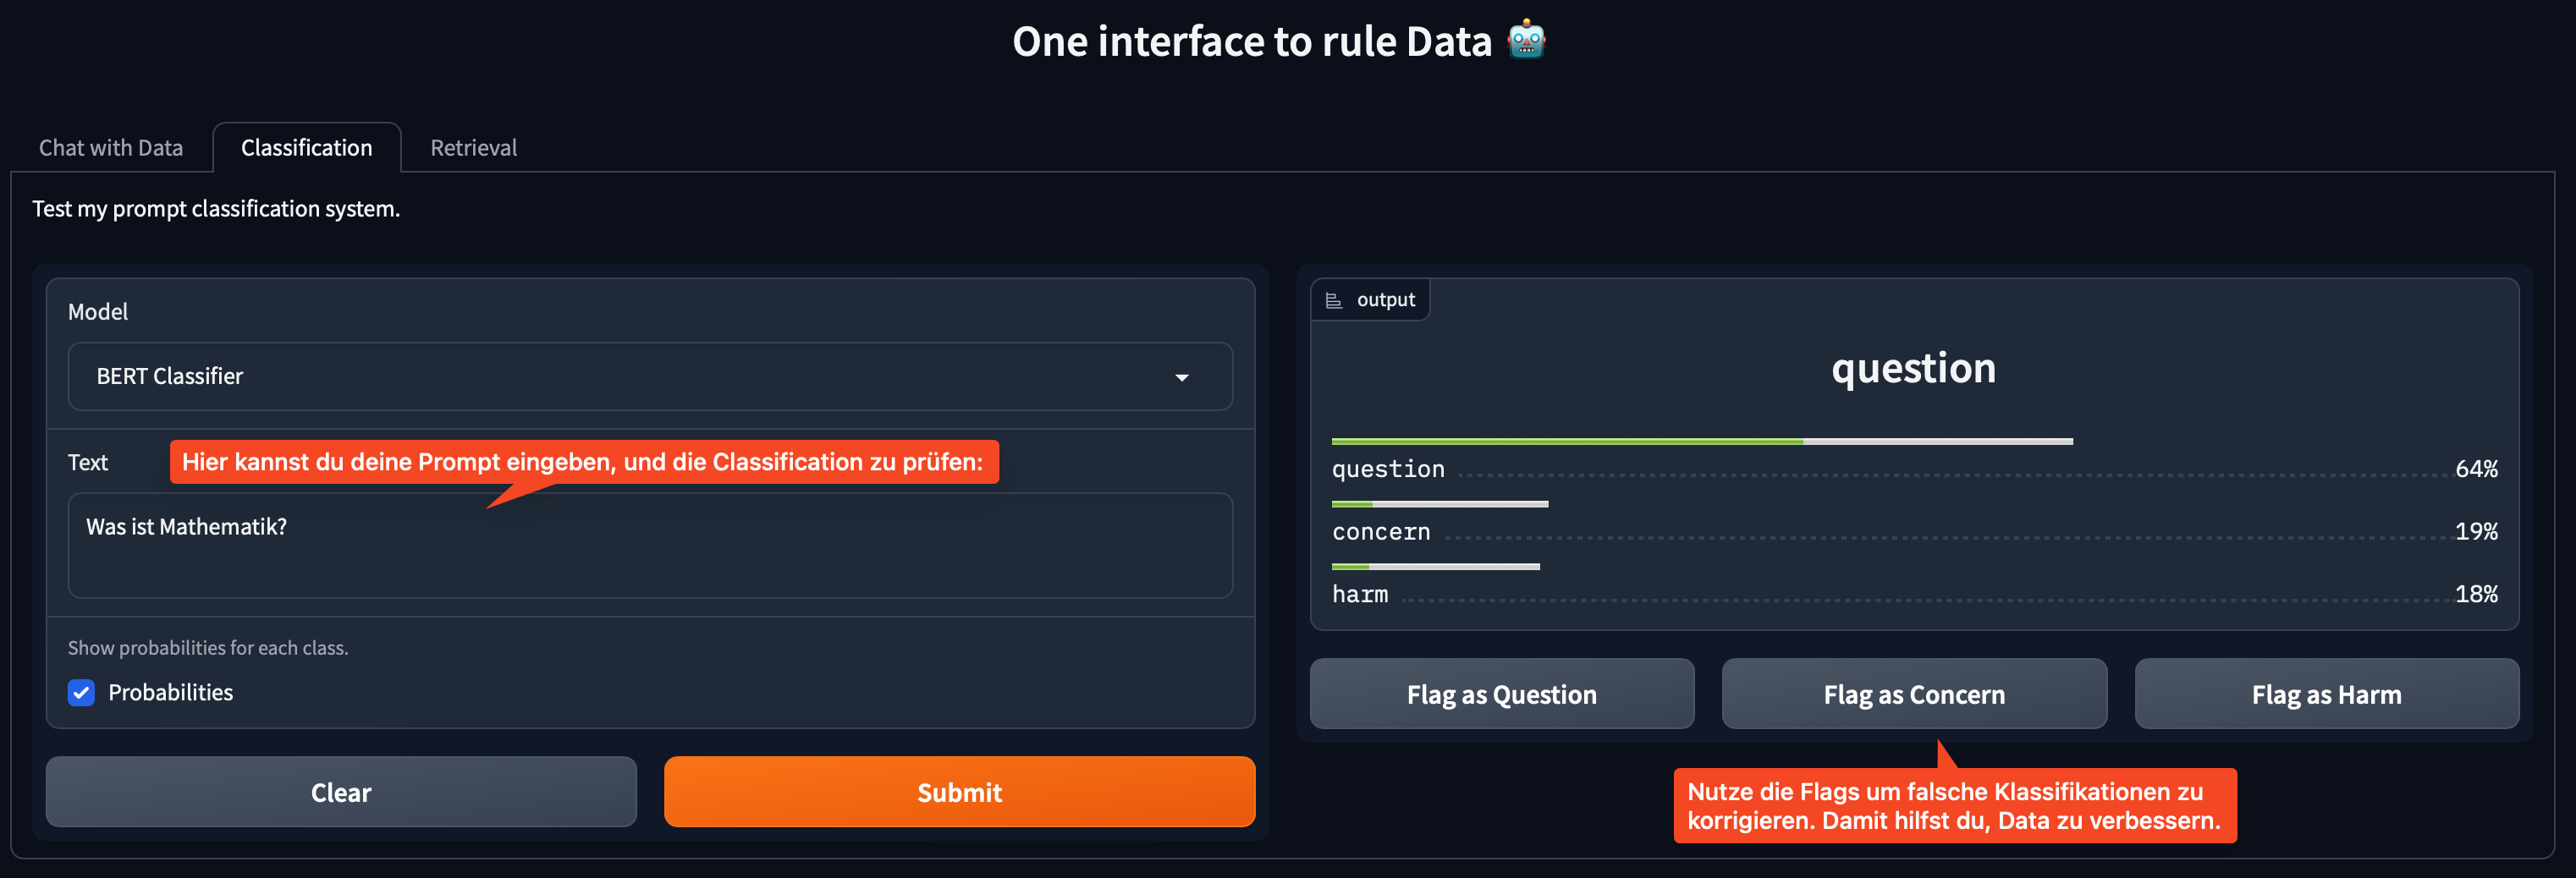 One interface to rule Data 🤖
Chat with Data
Classification
Retrieval
Test my prompt classification system.
Model
BERT Classifier
Text
Hier kannst du deine Prompt eingeben, und die Classification zu prüfen:
Was ist Mathematik?
Show probabilities for each class.
Probabilities
Clear
Submit
output
question
question 64%
concern 19%
harm 18%
Flag as Question
Flag as Concern
Flag as Harm
Nutze die Flags um falsche Klassifikationen zu
korrigieren. Damit hilfst du, Data zu verbessern.